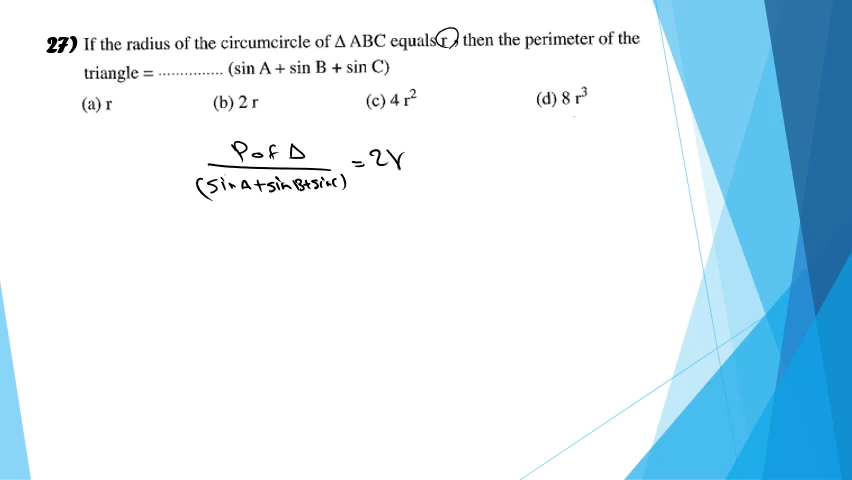 27) If the radius of the circumcircle of Δ ABC equals r, then the perimeter of the
triangle = ............... (sin A + sin B + sin C)
(a) r (b) 2 r (c) 4 r² (d) 8 r³
P of Δ
(sin A + sin B + sin C) = 2r